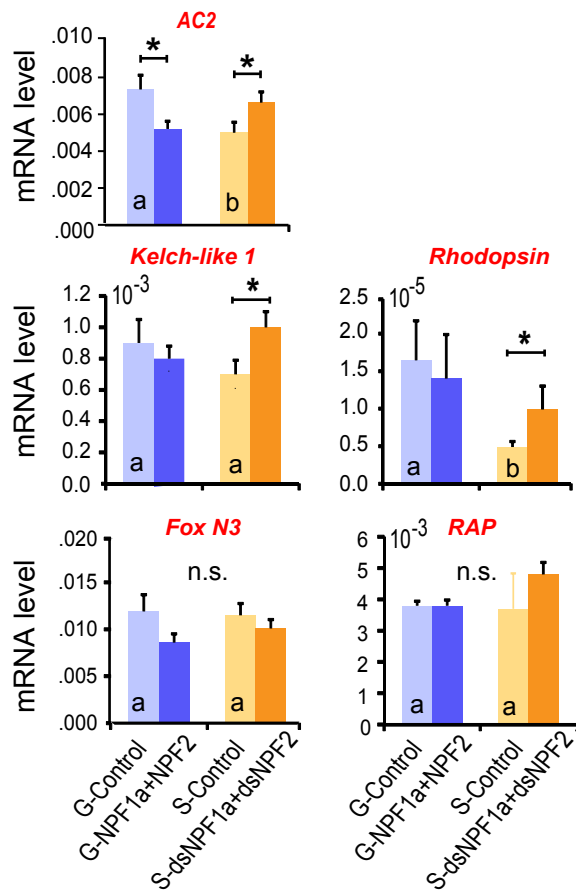 AC2
mRNA level
.010
.008
.006
.004
.002
.000
*
*
a
b
Kelch-like 1
mRNA level
10-3
1.2
1.0
0.8
0.6
0.4
0.2
0.0
*
a
a
Rhodopsin
10-5
2.5
2.0
1.5
1.0
0.5
0.0
*
a
b
Fox N3
mRNA level
.020
.015
.010
.005
.000
n.s.
a
a
RAP
10-3
6
5
4
3
2
1
0
n.s.
a
a
G-Control
G-NPF1a+NPF2
S-Control
S-dsNPF1a+dsNPF2
G-Control
G-NPF1a+NPF2
S-Control
S-dsNPF1a+dsNPF2